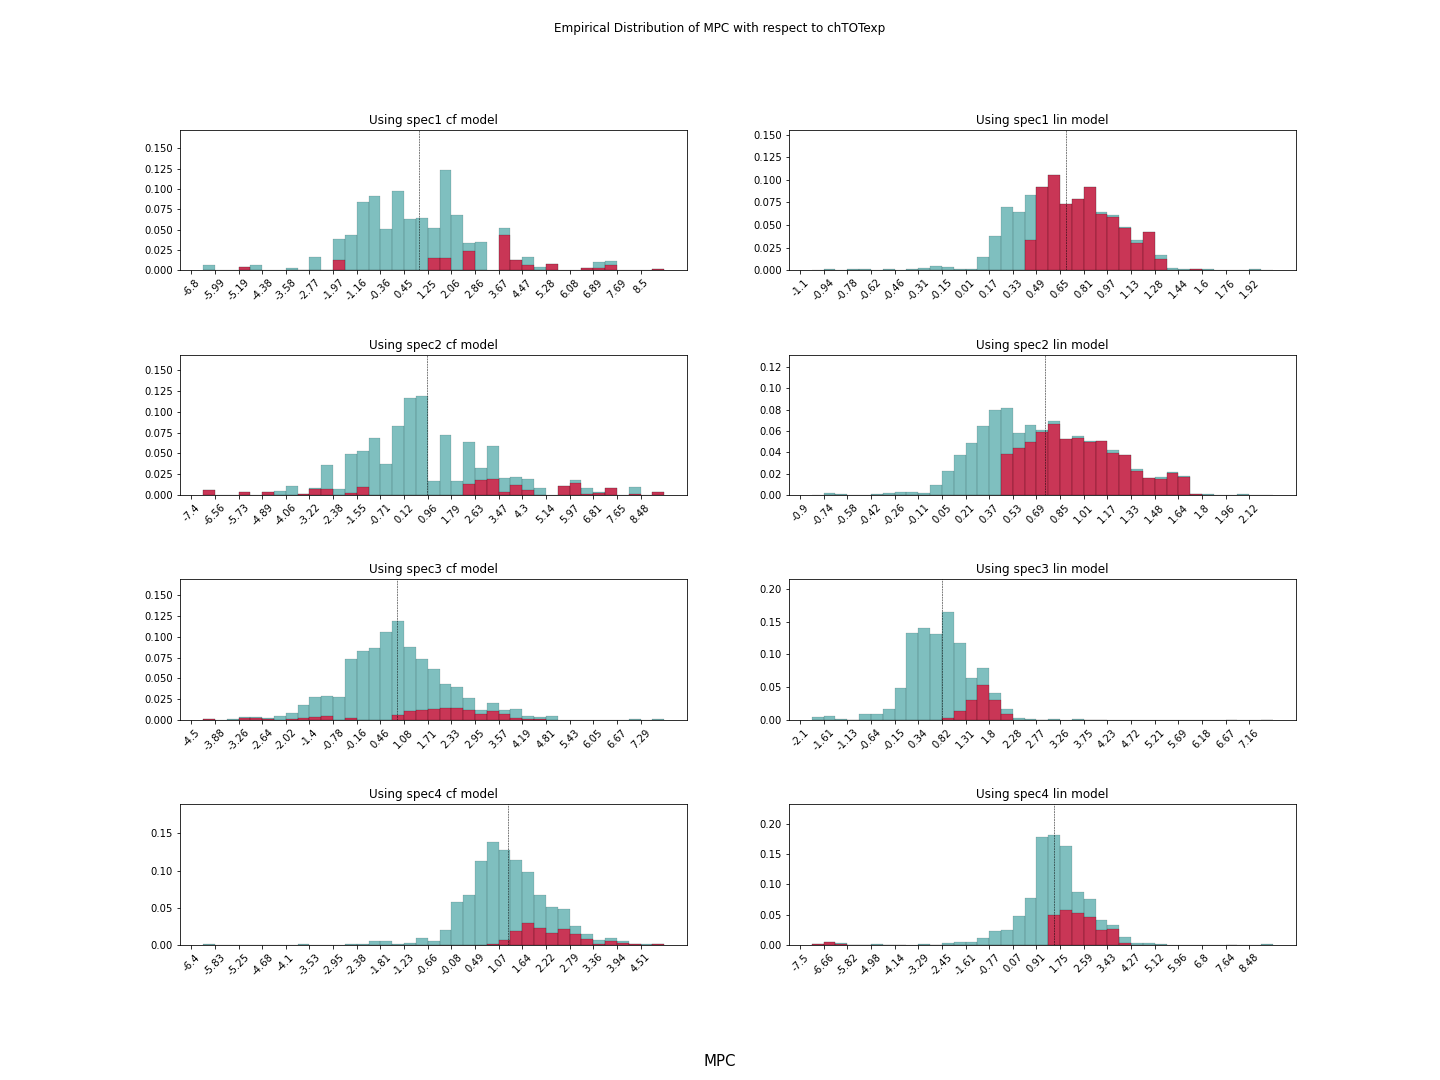 Empirical Distribution of MPC with respect to chTOTexp
Using spec1 cf model
0.150
0.125
0.100
0.075
0.050
0.025
0.000
-6.8 -5.99 -5.19 -4.38 -3.58 -2.77 -1.97 -1.16 -0.36 0.45 1.25 2.06 2.86 3.67 4.47 5.28 6.08 6.89 7.69 8.5
Using spec1 lin model
0.150
0.125
0.100
0.075
0.050
0.025
0.000
-1.1 -0.94 -0.78 -0.62 -0.46 -0.31 -0.15 0.01 0.17 0.33 0.49 0.65 0.81 0.97 1.13 1.28 1.44 1.6 1.76 1.92
Using spec2 cf model
0.150
0.125
0.100
0.075
0.050
0.025
0.000
-7.4 -6.56 -5.73 -4.89 -4.06 -3.22 -2.38 -1.55 -0.71 0.12 0.96 1.79 2.63 3.47 4.3 5.14 5.97 6.81 7.65 8.48
Using spec2 lin model
0.12
0.10
0.08
0.06
0.04
0.02
0.00
-0.9 -0.74 -0.58 -0.42 -0.26 -0.11 0.05 0.21 0.37 0.53 0.69 0.85 1.01 1.17 1.33 1.48 1.64 1.8 1.96 2.12
Using spec3 cf model
0.150
0.125
0.100
0.075
0.050
0.025
0.000
-4.5 -3.88 -3.26 -2.64 -2.02 -1.4 -0.78 -0.16 0.46 1.08 1.71 2.33 2.95 3.57 4.19 4.81 5.43 6.05 6.67 7.29
Using spec3 lin model
0.20
0.15
0.10
0.05
0.00
-2.1 -1.61 -1.13 -0.64 -0.15 0.34 0.82 1.31 1.8 2.28 2.77 3.26 3.75 4.23 4.72 5.21 5.69 6.18 6.67 7.16
Using spec4 cf model
0.15
0.10
0.05
0.00
-6.4 -5.83 -5.25 -4.68 -4.1 -3.53 -2.95 -2.38 -1.81 -1.23 -0.66 -0.08 0.49 1.07 1.64 2.22 2.79 3.36 3.94 4.51
Using spec4 lin model
0.20
0.15
0.10
0.05
0.00
-7.5 -6.66 -5.82 -4.98 -4.14 -3.29 -2.45 -1.61 -0.77 0.07 0.91 1.75 2.59 3.43 4.27 5.12 5.96 6.8 7.64 8.48
MPC